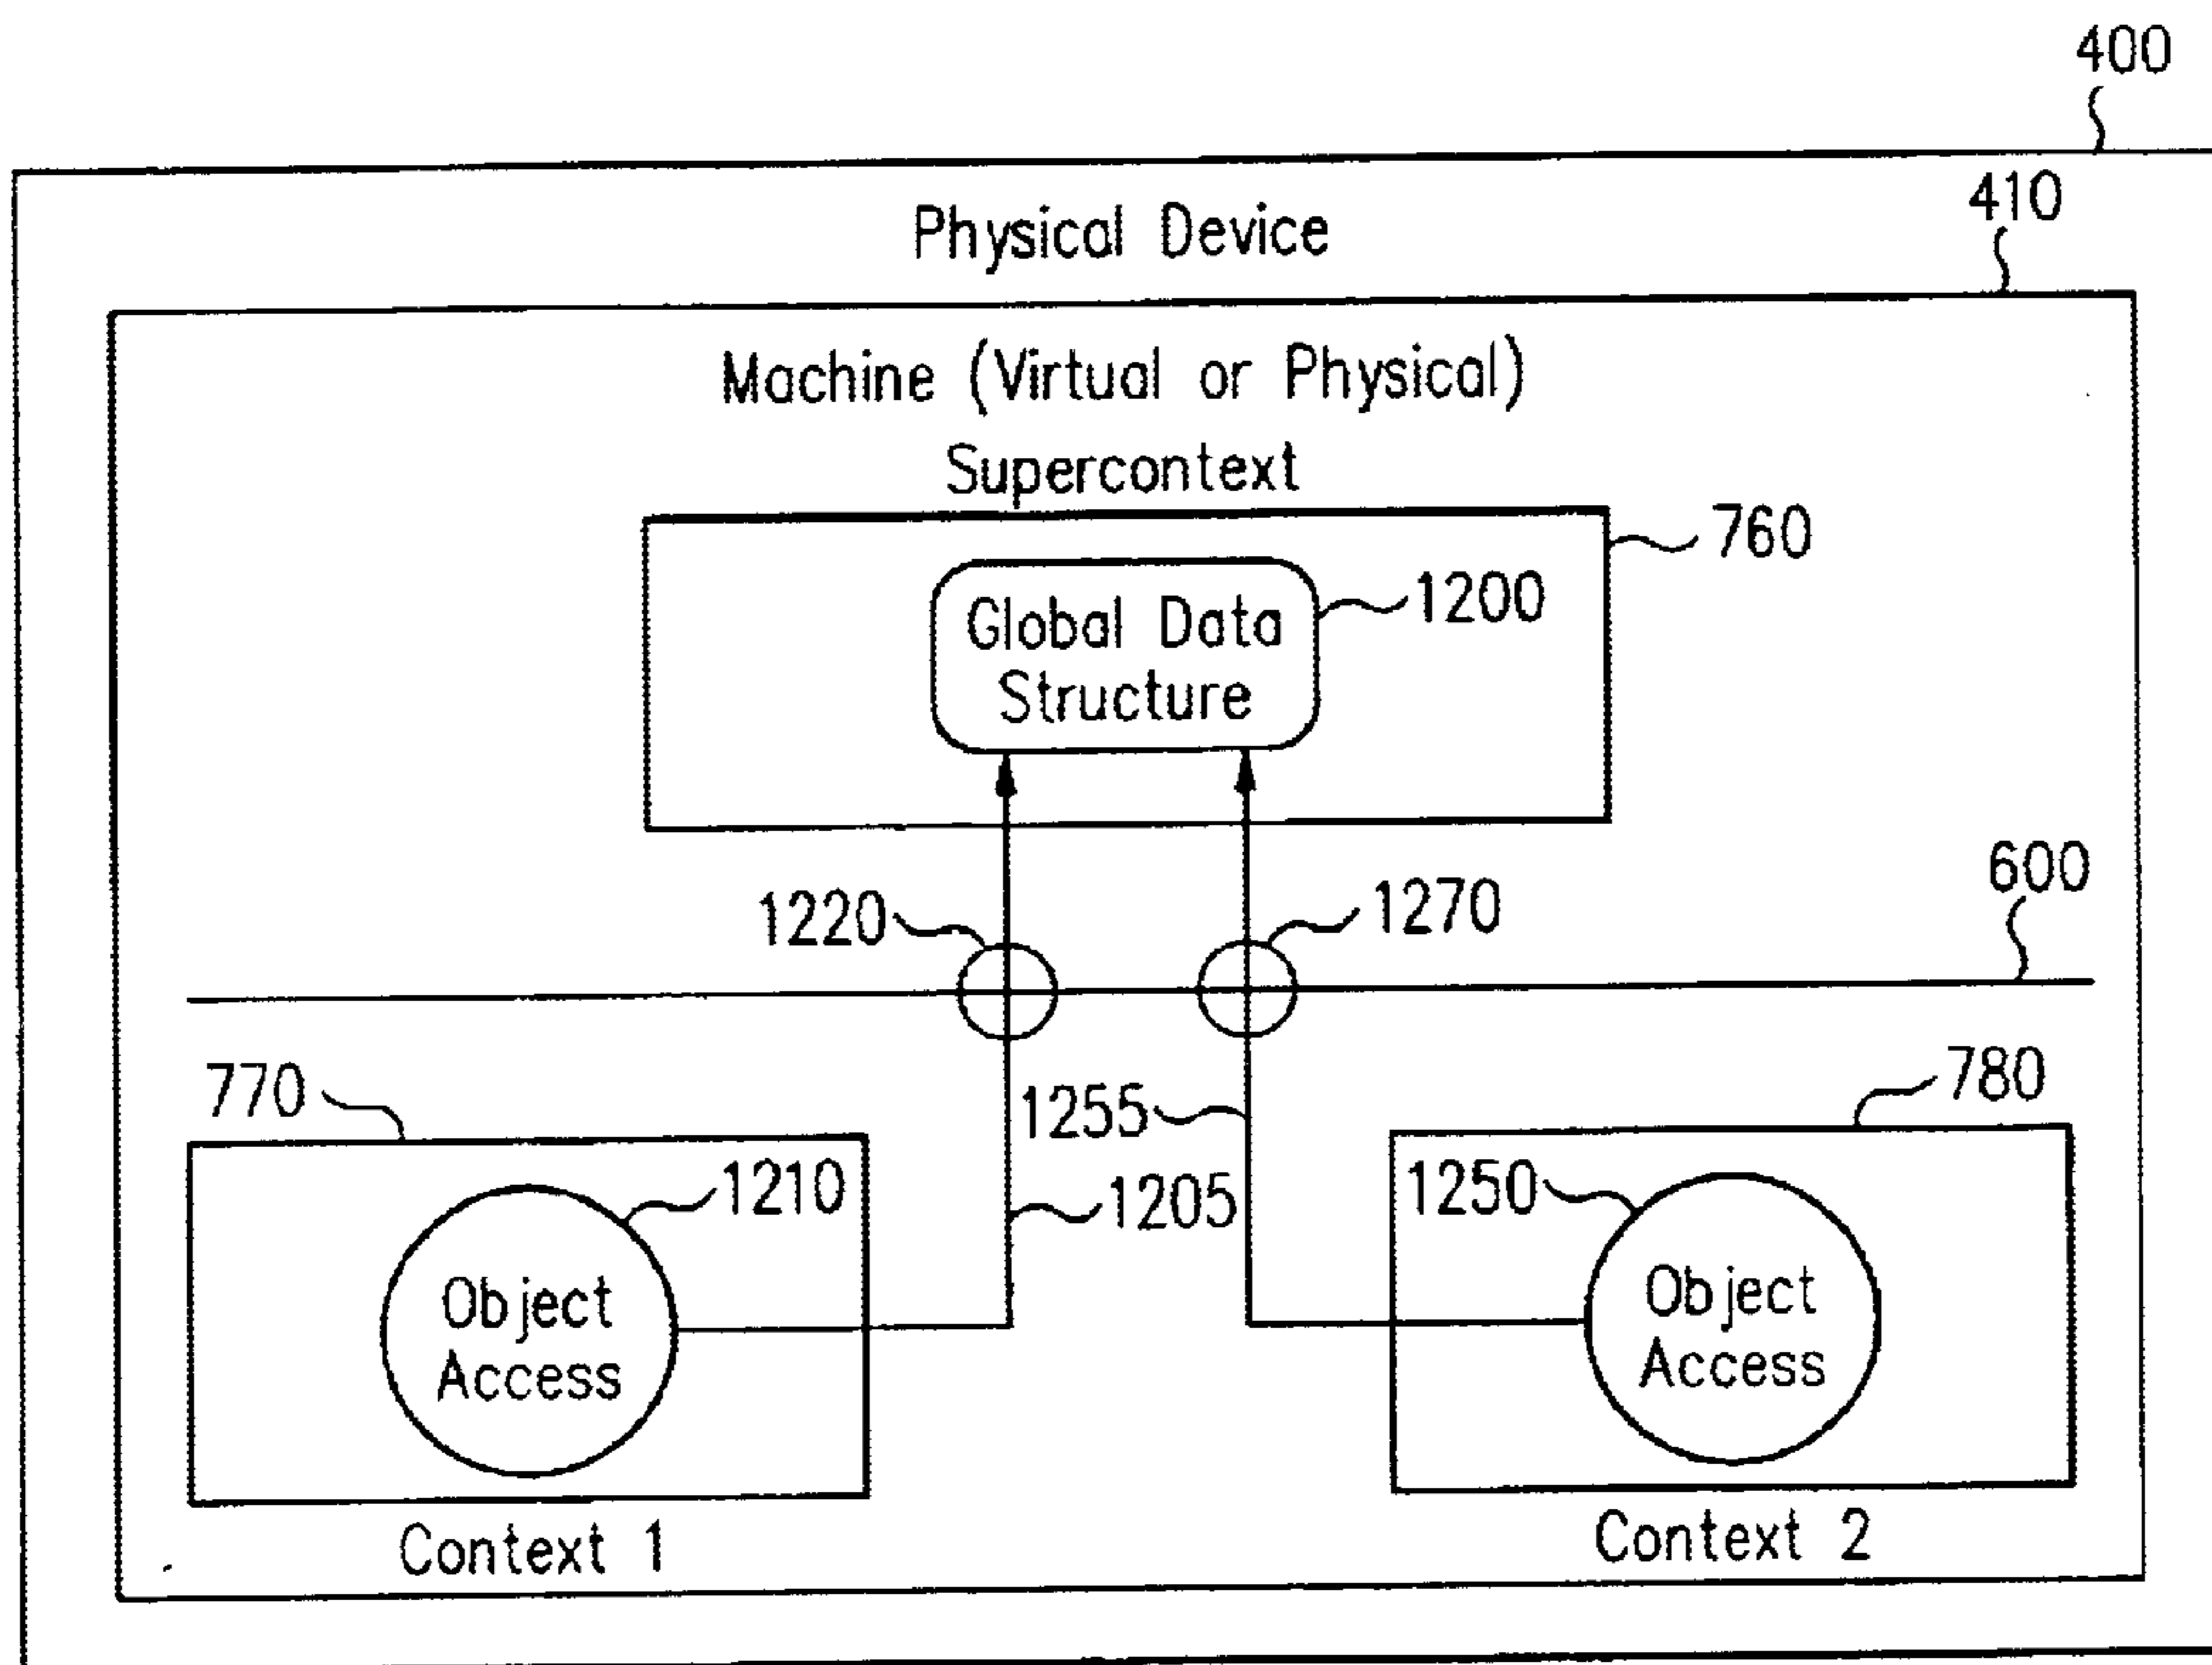 400
410
Physical Device
Machine (Virtual or Physical)
Supercontext
760
Global Data
Structure
1200
600
1220
1270
770
1255
780
1210
1205
1250
Object
Access
Object
Access
Context 1
Context 2